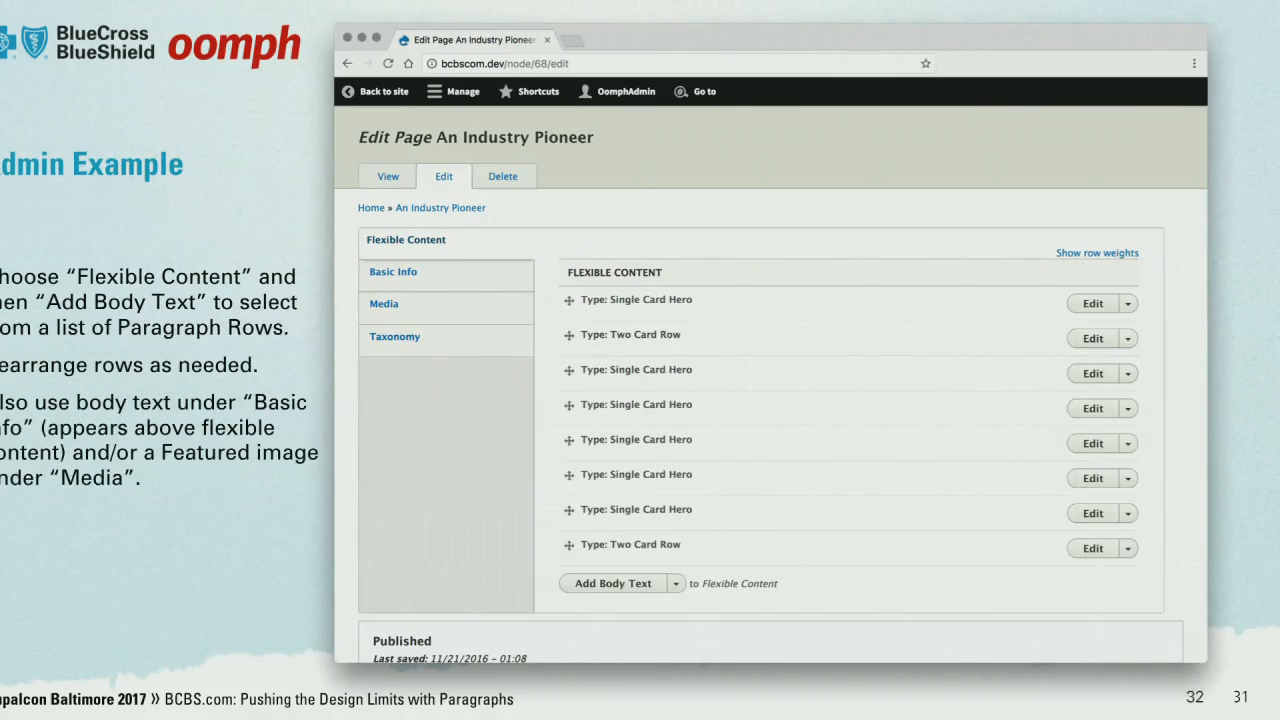 BlueCross
BlueShield
oomph
dmin Example
hoose “Flexible Content” and
hen “Add Body Text” to select
om a list of Paragraph Rows.
earrange rows as needed.
lso use body text under “Basic
nfo” (appears above flexible
ontent) and/or a Featured image
nder “Media”.
Edit Page An Industry Pioneer
bcbscom.dev/node/68/edit
Back to site Manage Shortcuts OomphAdmin Go to
Edit Page An Industry Pioneer
View Edit Delete
Home » An Industry Pioneer
Flexible Content
Basic Info
Media
Taxonomy
Show row weights
FLEXIBLE CONTENT
Type: Single Card Hero Edit
Type: Two Card Row Edit
Type: Single Card Hero Edit
Type: Single Card Hero Edit
Type: Single Card Hero Edit
Type: Single Card Hero Edit
Type: Single Card Hero Edit
Type: Two Card Row Edit
Add Body Text to Flexible Content
Published
Last saved: 11/21/2016 – 01:08
upalcon Baltimore 2017 » BCBS.com: Pushing the Design Limits with Paragraphs
32 31